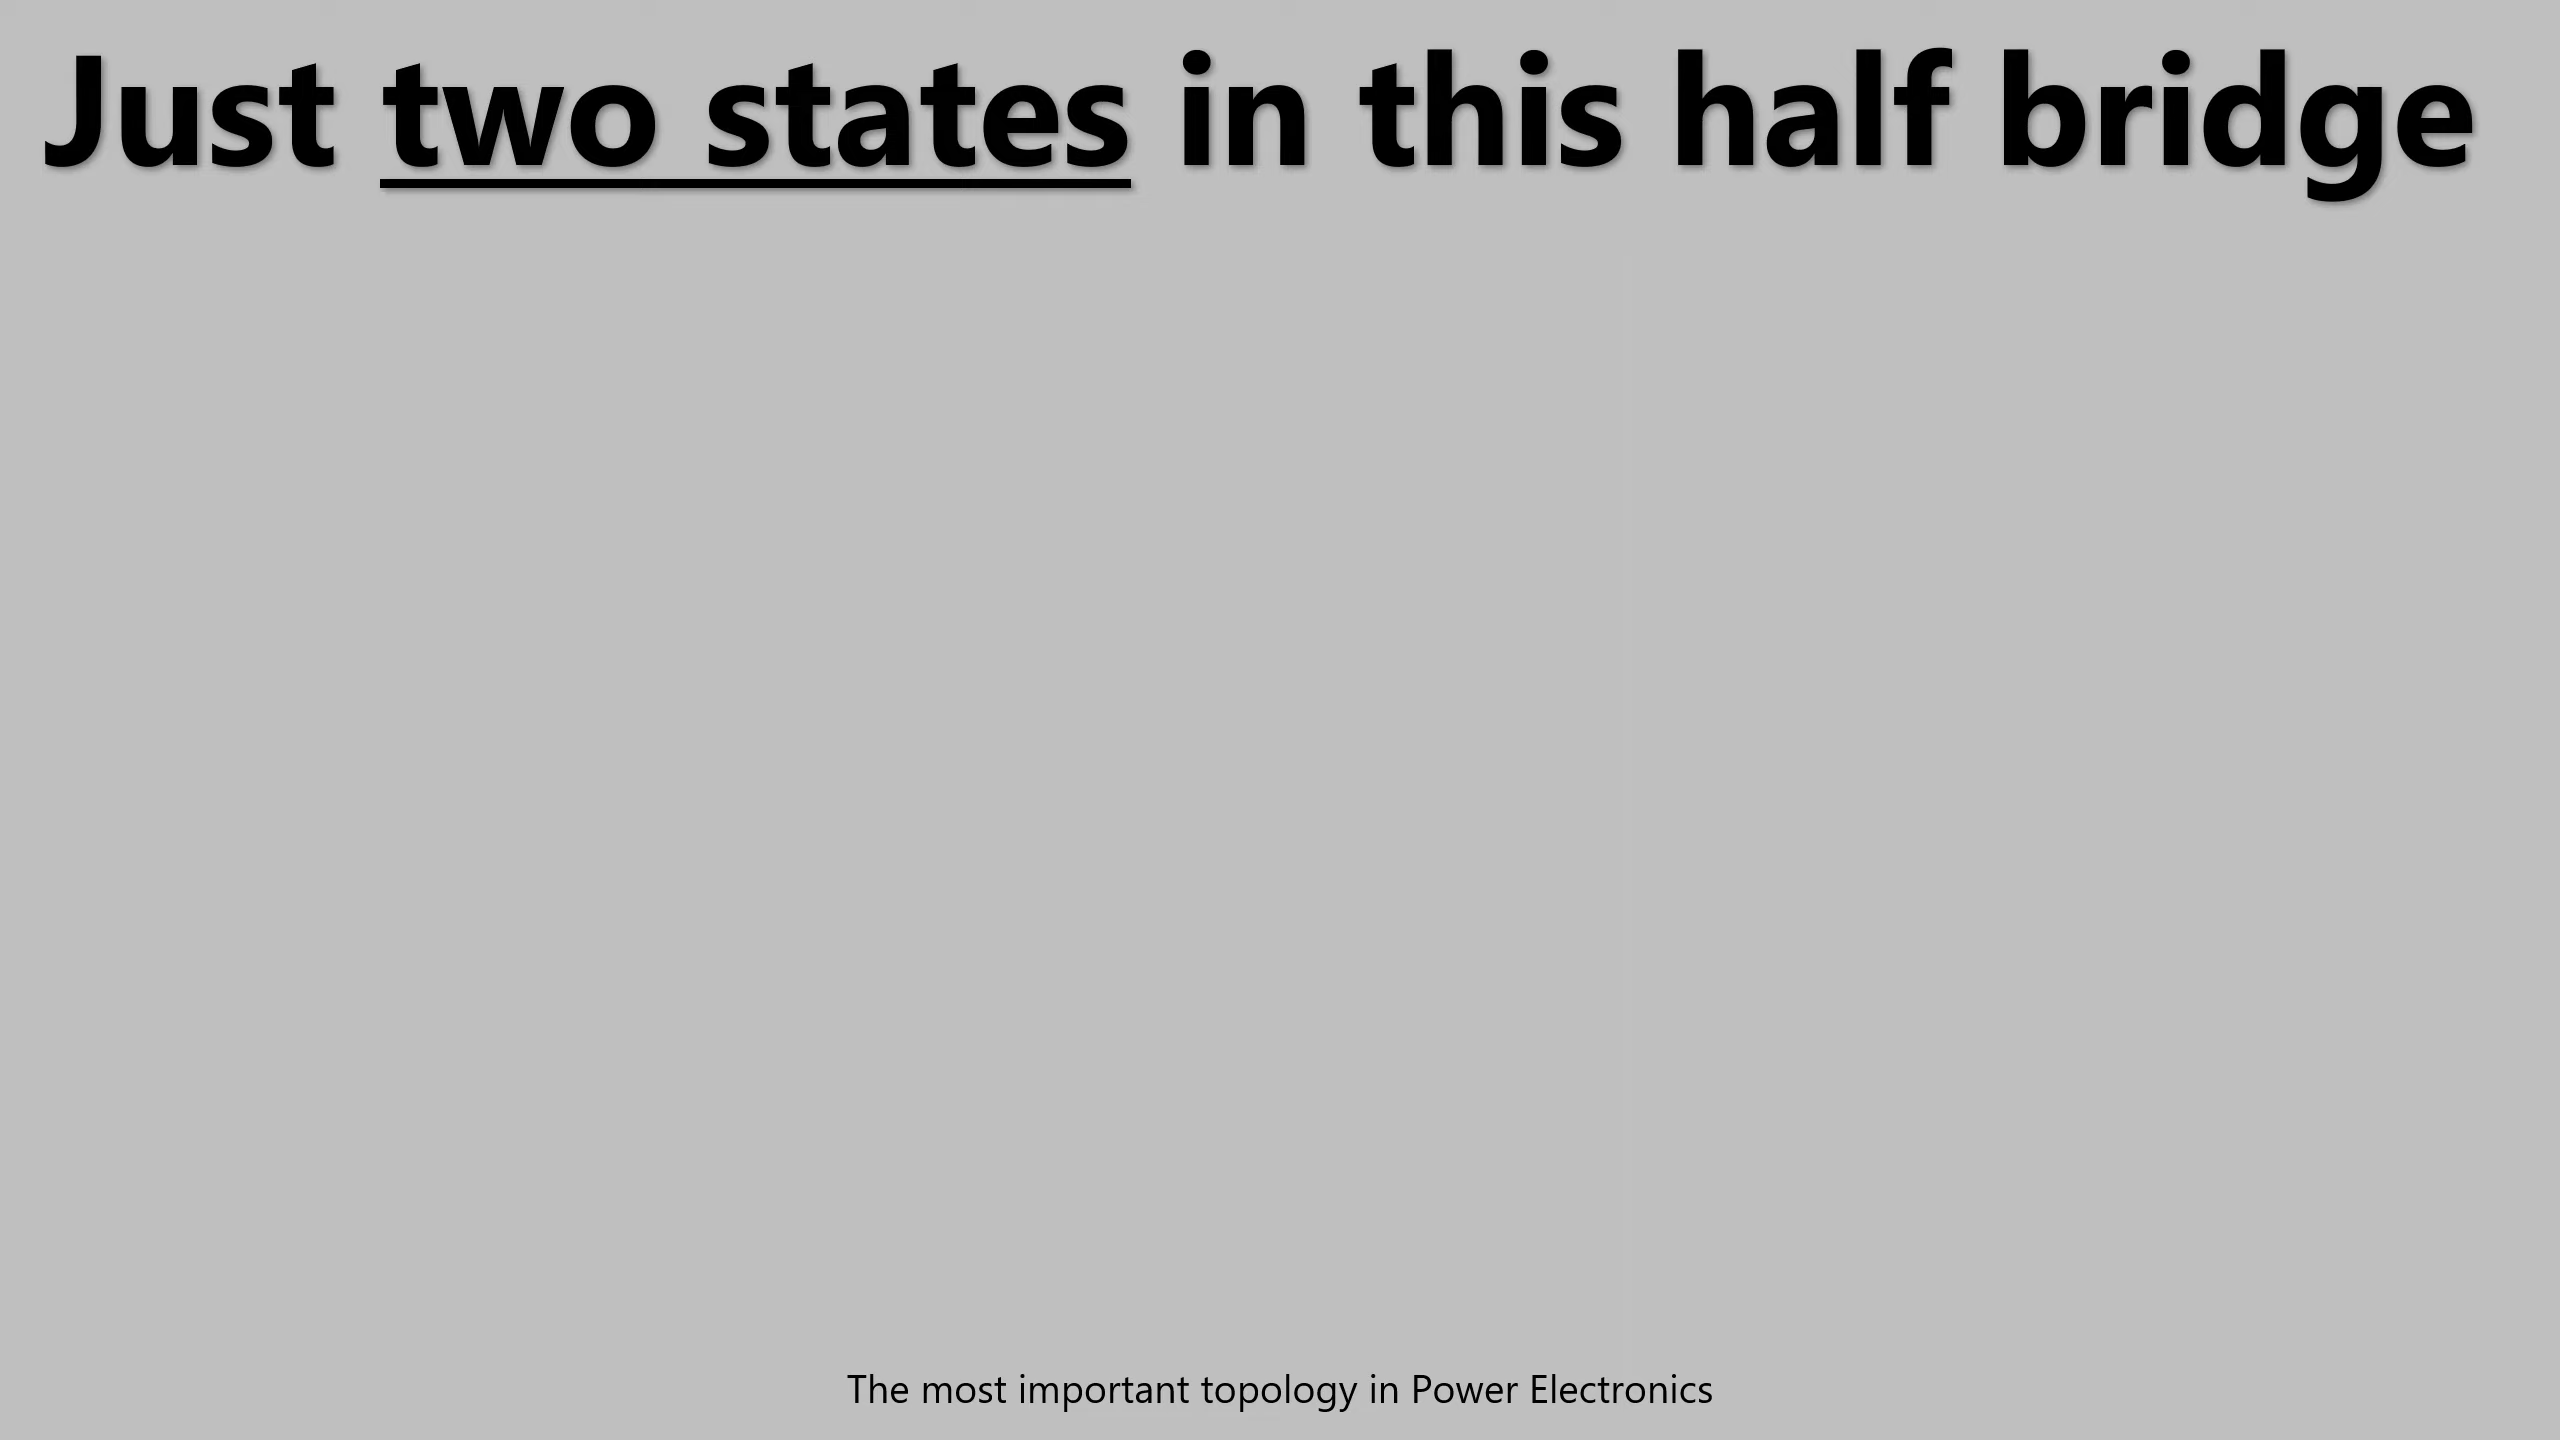 Just two states in this half bridge
The most important topology in Power Electronics